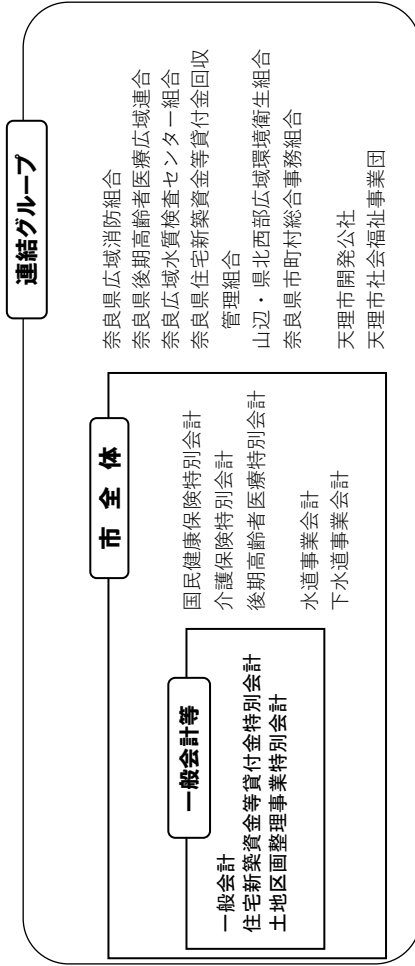 連結グループ
市全体
一般会計等
一般会計
住宅新築資金等貸付金特別会計
土地区画整理事業特別会計
国民健康保険特別会計
介護保険特別会計
後期高齢者医療特別会計
水道事業会計
下水道事業会計
奈良県広域消防組合
奈良県後期高齢者医療広域連合
奈良広域水質検査センター組合
奈良県住宅新築資金等貸付金回収
管理組合
山辺・県北西部広域環境衛生組合
奈良県市町村総合事務組合
天理市開発公社
天理市社会福祉事業団